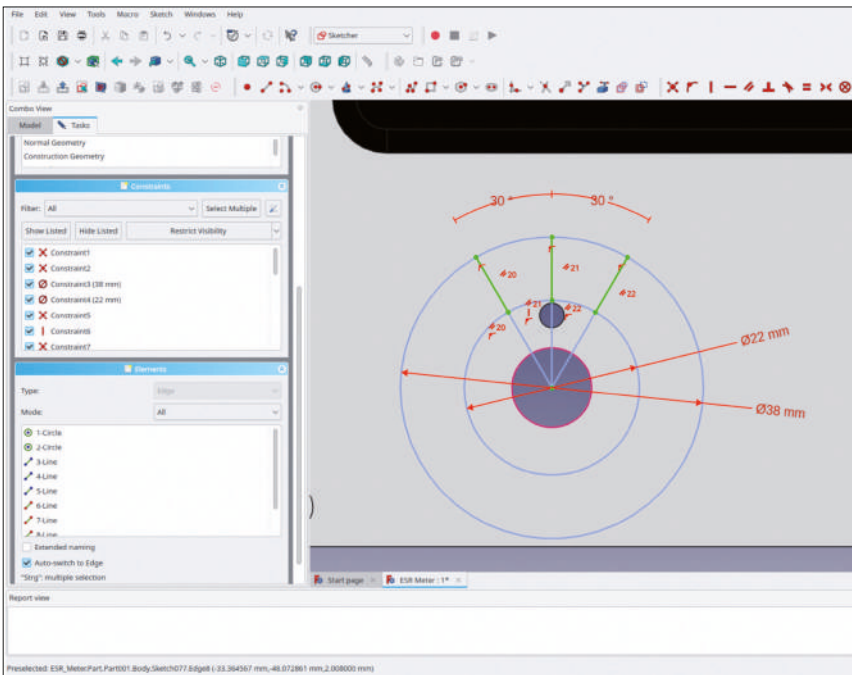 File Edit View Tools Macro Sketch Windows Help
Sketcher
Combo View
Model Tasks
Normal Geometry
Construction Geometry
Constraints
Filter: All Select Multiple
Show Listed Hide Listed Restrict Visibility
Constraint1
Constraint2
Constraint3 (38 mm)
Constraint4 (22 mm)
Constraint5
Constraint6
Constraint7
Elements
Type: Edge
Mode: All
1-Circle
2-Circle
3-Line
4-Line
5-Line
6-Line
7-Line
8-Line
Extended naming
Auto-switch to Edge
"Strg": multiple selection
30 ° 30 °
20 21 22
21 22
20
Ø22 mm
Ø38 mm
Start page ESR Meter : 1*
Report view
Preselected: ESR_Meter.Part.Part001.Body.Sketch077.Edge8 (-33.364567 mm,-46.072861 mm,2.008000 mm)